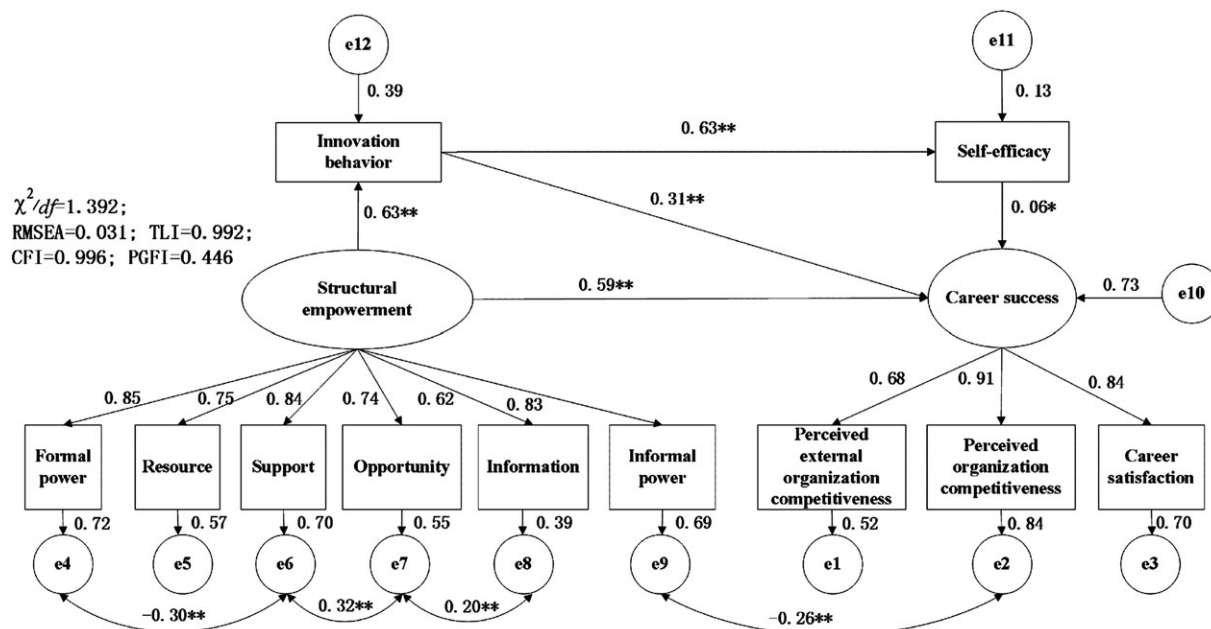 e12
e11
0.39
0.13
Innovation
behavior
0.63**
Self-efficacy
0.31**
0.06*
0.63**
χ²/df=1.392;
RMSEA=0.031; TLI=0.992;
CFI=0.996; PGFI=0.446
Structural
empowerment
0.59**
Career success
0.73
e10
0.85
0.75
0.84
0.74
0.62
0.83
0.68
0.91
0.84
Formal
power
Resource
Support
Opportunity
Information
Informal
power
Perceived
external
organization
competitiveness
Perceived
organization
competitiveness
Career
satisfaction
0.72
0.57
0.70
0.55
0.39
0.69
0.52
0.84
0.70
e4
e5
e6
e7
e8
e9
e1
e2
e3
-0.30**
0.32**
0.20**
-0.26**